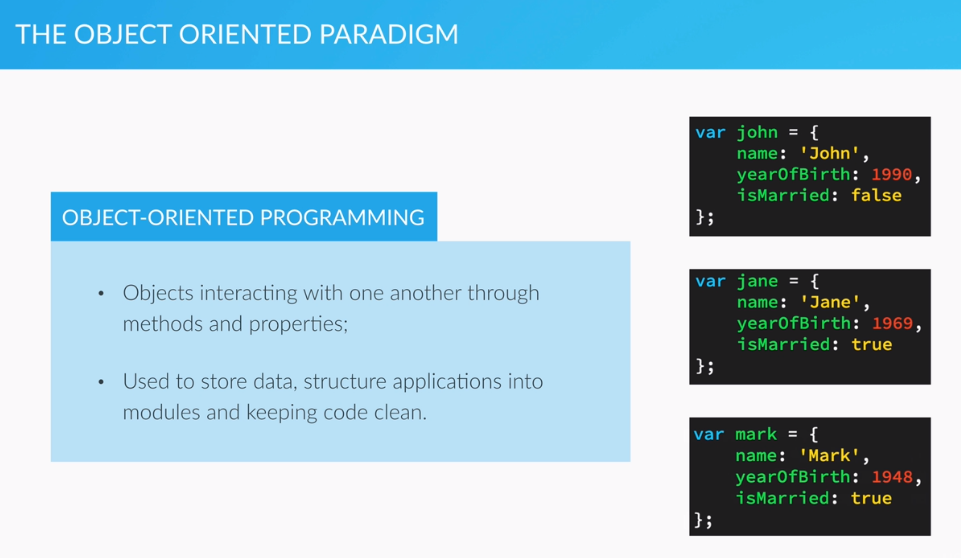 THE OBJECT ORIENTED PARADIGM
OBJECT-ORIENTED PROGRAMMING
• Objects interacting with one another through
methods and properties;
• Used to store data, structure applications into
modules and keeping code clean.
var john = {
    name: 'John',
    yearOfBirth: 1990,
    isMarried: false
};
var jane = {
    name: 'Jane',
    yearOfBirth: 1969,
    isMarried: true
};
var mark = {
    name: 'Mark',
    yearOfBirth: 1948,
    isMarried: true
};